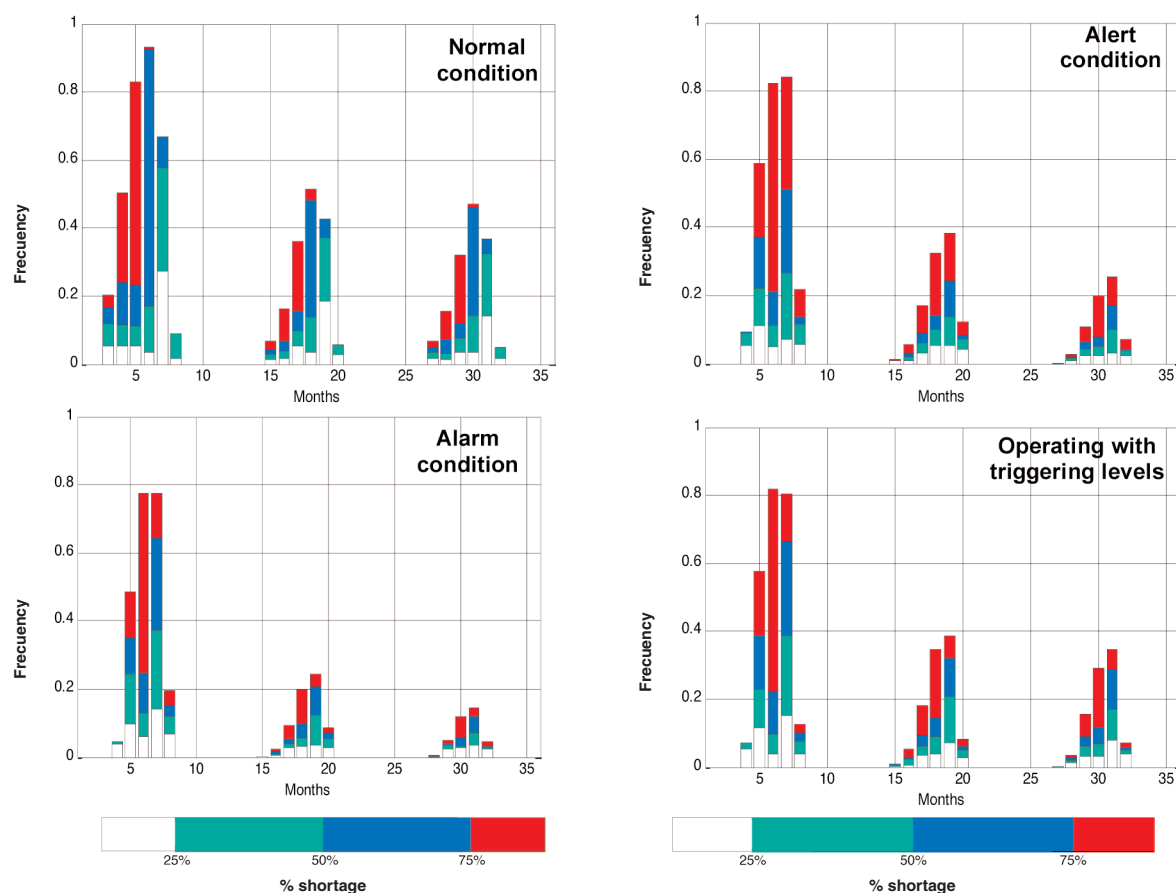 Normal
condition
1
0.8
0.6
0.4
0.2
0
Frecuency
5 10 15 20 25 30 35
Months
Alert
condition
1
0.8
0.6
0.4
0.2
0
Frecuency
5 10 15 20 25 30 35
Months
Alarm
condition
1
0.8
0.6
0.4
0.2
0
Frecuency
5 10 15 20 25 30 35
Months
Operating with
triggering levels
1
0.8
0.6
0.4
0.2
0
Frecuency
5 10 15 20 25 30 35
Months
25% 50% 75%
% shortage
25% 50% 75%
% shortage